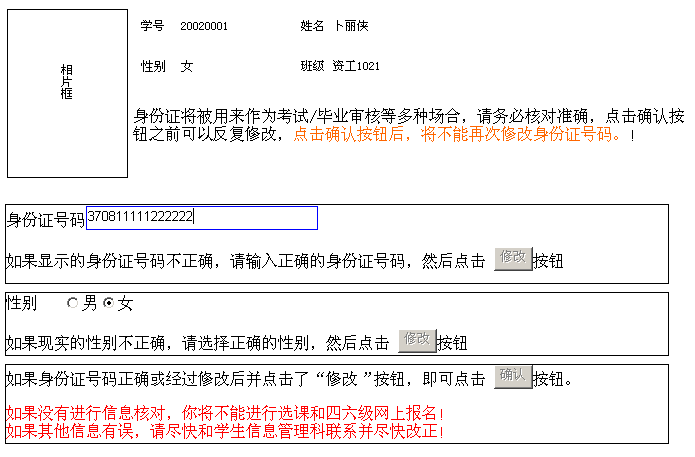 学号 20020001 姓名 卜丽侠
相片框
性别 女 班级 资工1021
身份证将被用来作为考试/毕业审核等多种场合，请务必核对准确，点击确认按
钮之前可以反复修改，点击确认按钮后，将不能再次修改身份证号码。!
身份证号码 370811111222222
如果显示的身份证号码不正确，请输入正确的身份证号码，然后点击 修改 按钮
性别 男 女
如果现实的性别不正确，请选择正确的性别，然后点击 修改 按钮
如果身份证号码正确或经过修改后并点击了“修改 ”按钮，即可点击 确认 按钮。
如果没有进行信息核对，你将不能进行选课和四六级网上报名!
如果其他信息有误，请尽快和学生信息管理科联系并尽快改正!